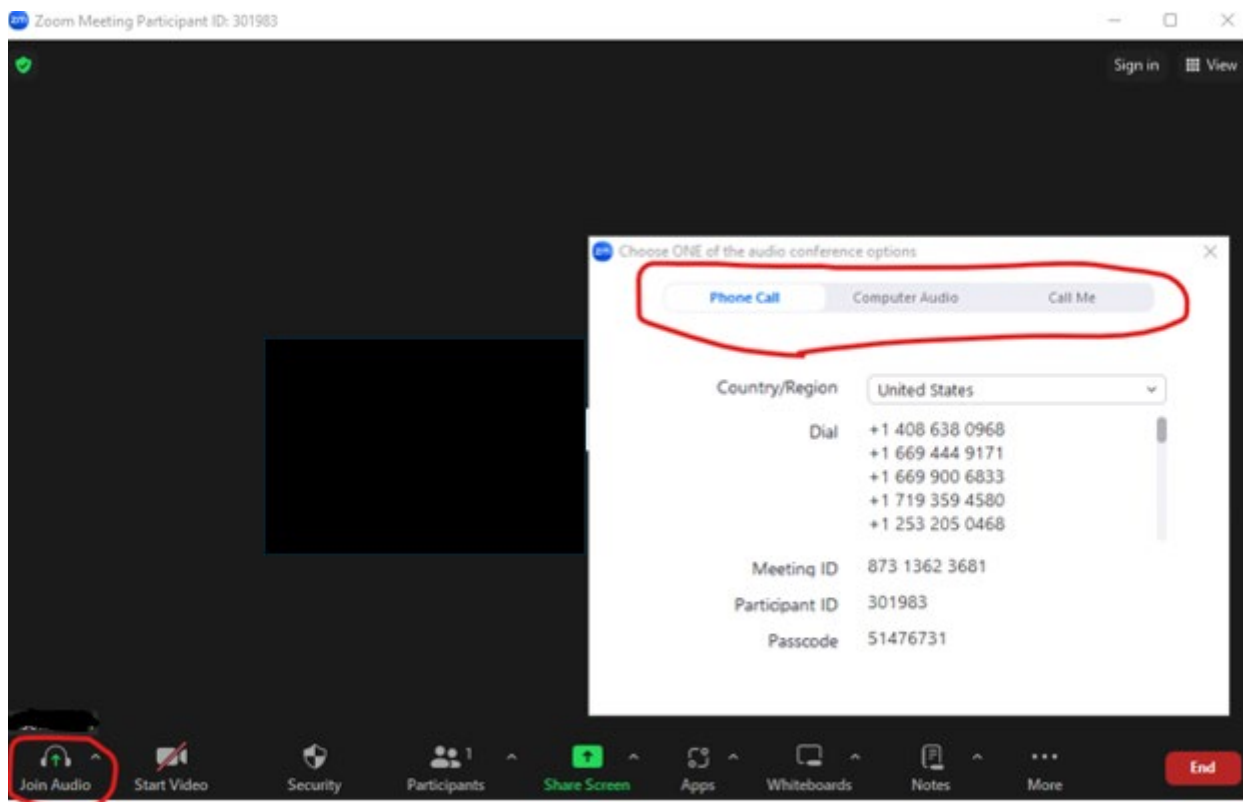 zm Zoom Meeting Participant ID: 301983
Sign in View
zm Choose ONE of the audio conference options
Phone Call Computer Audio Call Me
Country/Region United States
Dial +1 408 638 0968
+1 669 444 9171
+1 669 900 6833
+1 719 359 4580
+1 253 205 0468
Meeting ID 873 1362 3681
Participant ID 301983
Passcode 51476731
1
Join Audio Start Video Security Participants Share Screen Apps Whiteboards Notes More End